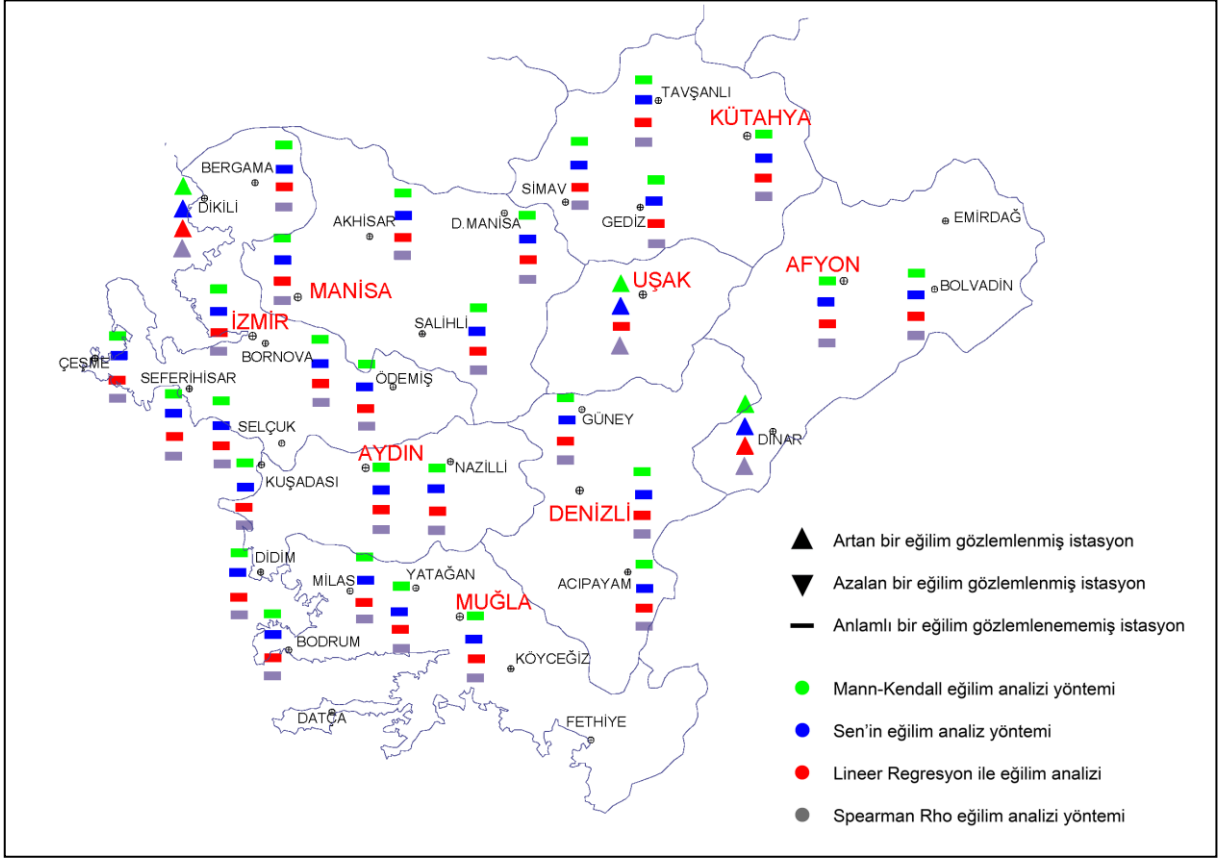 TAVŞANLI
KÜTAHYA
BERGAMA
SİMAV
DİKİLİ
GEDİZ
AKHİSAR
D.MANİSA
EMİRDAĞ
AFYON
UŞAK
MANİSA
BOLVADİN
İZMİR
SALİHLİ
BORNOVA
ÇEŞME
SEFERİHİSAR
ÖDEMİŞ
GÜNEY
SELÇUK
DİNAR
AYDIN
NAZİLLİ
KUŞADASI
DENİZLİ
DİDİM
MİLAS
YATAĞAN
ACIPAYAM
MUĞLA
BODRUM
KÖYCEĞİZ
DATÇA
FETHİYE
Artan bir eğilim gözlemlenmiş istasyon
Azalan bir eğilim gözlemlenmiş istasyon
Anlamlı bir eğilim gözlemlenememiş istasyon
Mann-Kendall eğilim analizi yöntemi
Sen'in eğilim analiz yöntemi
Lineer Regresyon ile eğilim analizi
Spearman Rho eğilim analizi yöntemi